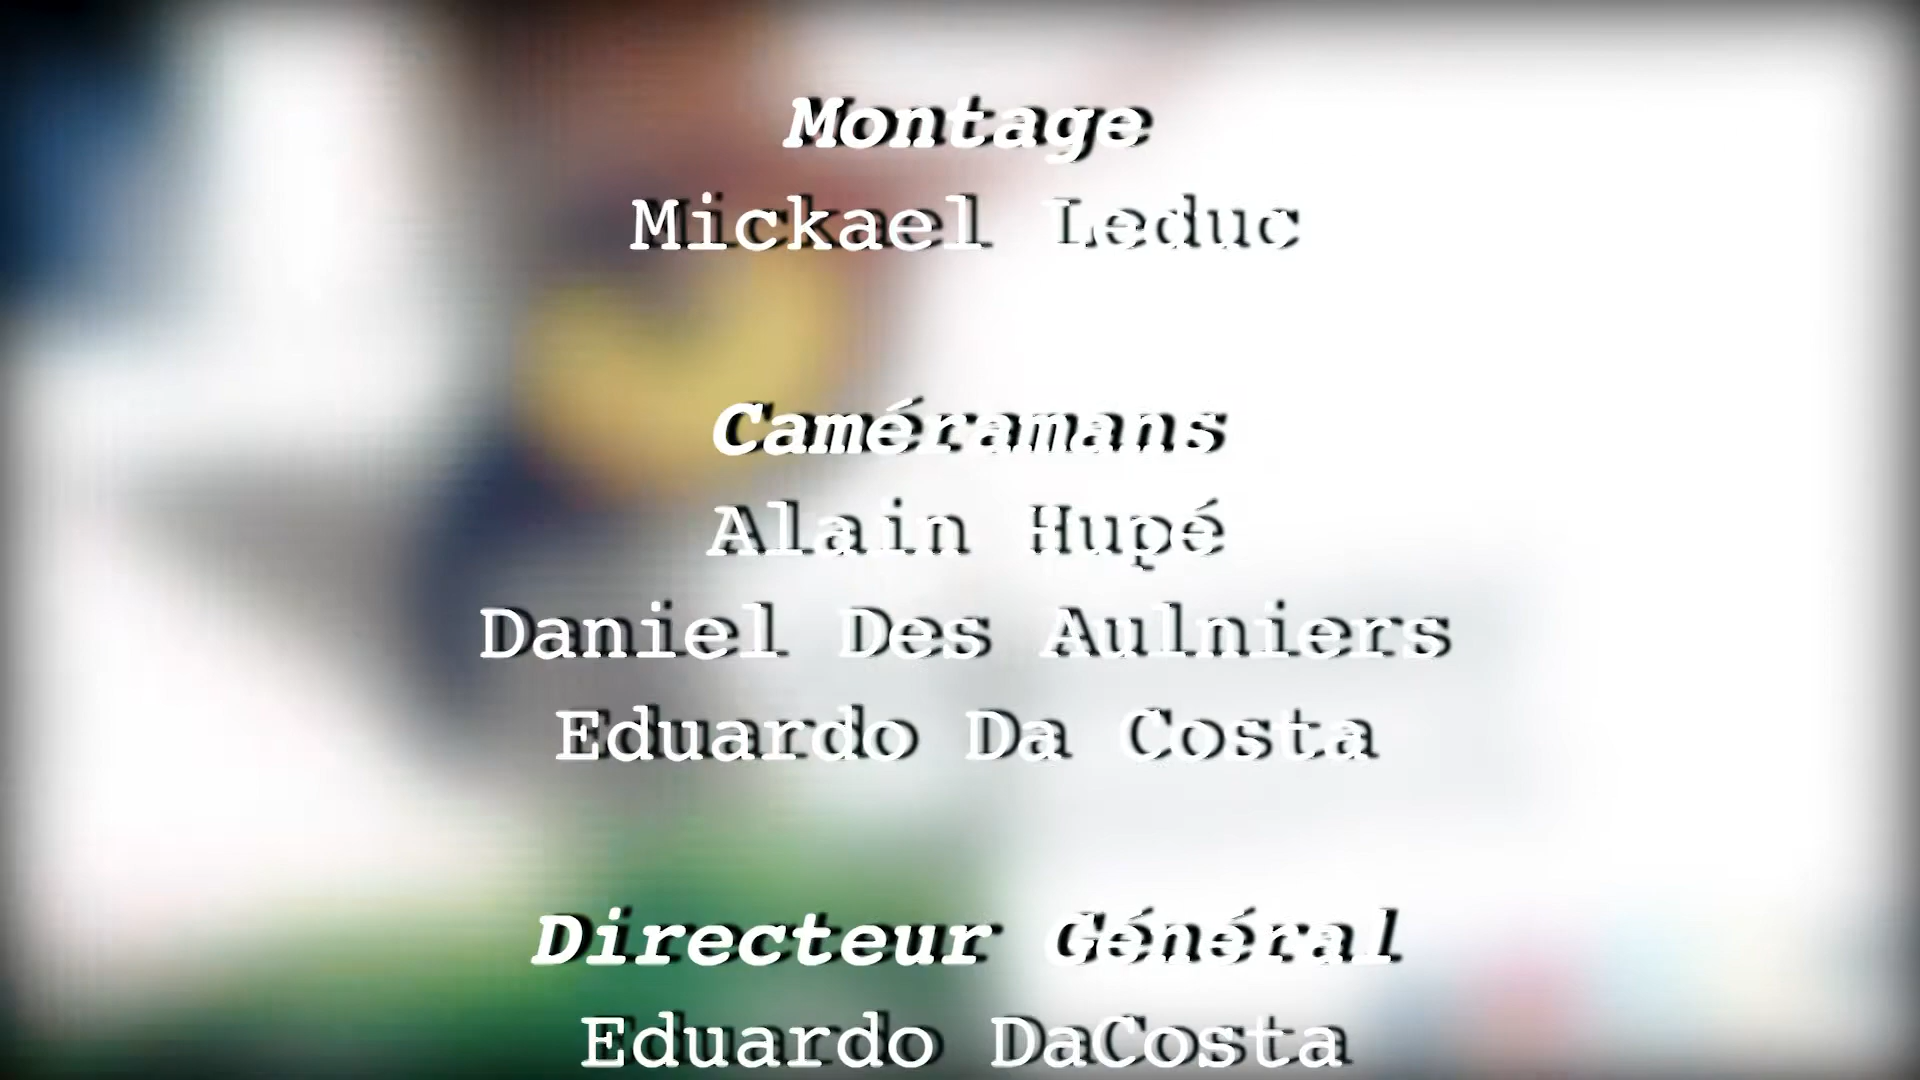 Montage
Mickael Leduc
Caméramans
Alain Hupé
Daniel Des Aulniers
Eduardo Da Costa
Directeur Général
Eduardo DaCosta